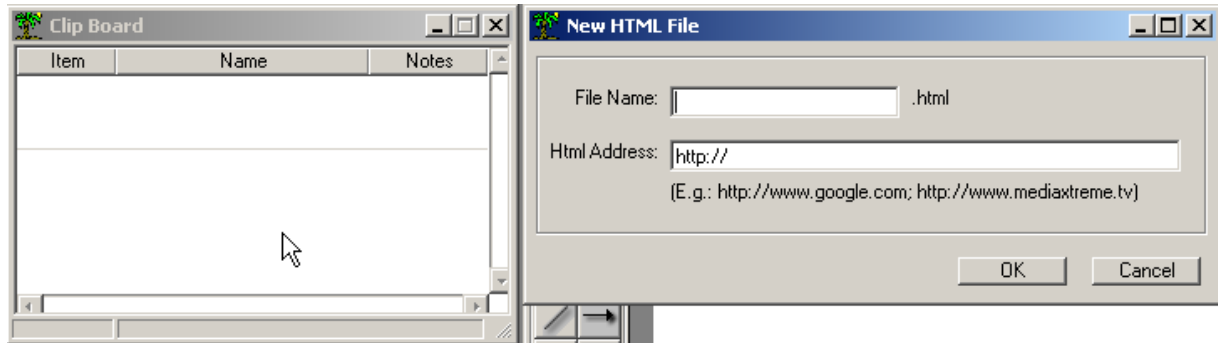 Clip Board
Item Name Notes
New HTML File
File Name: .html
Html Address: http://
(E.g.: http://www.google.com; http://www.mediaxtreme.tv)
OK Cancel